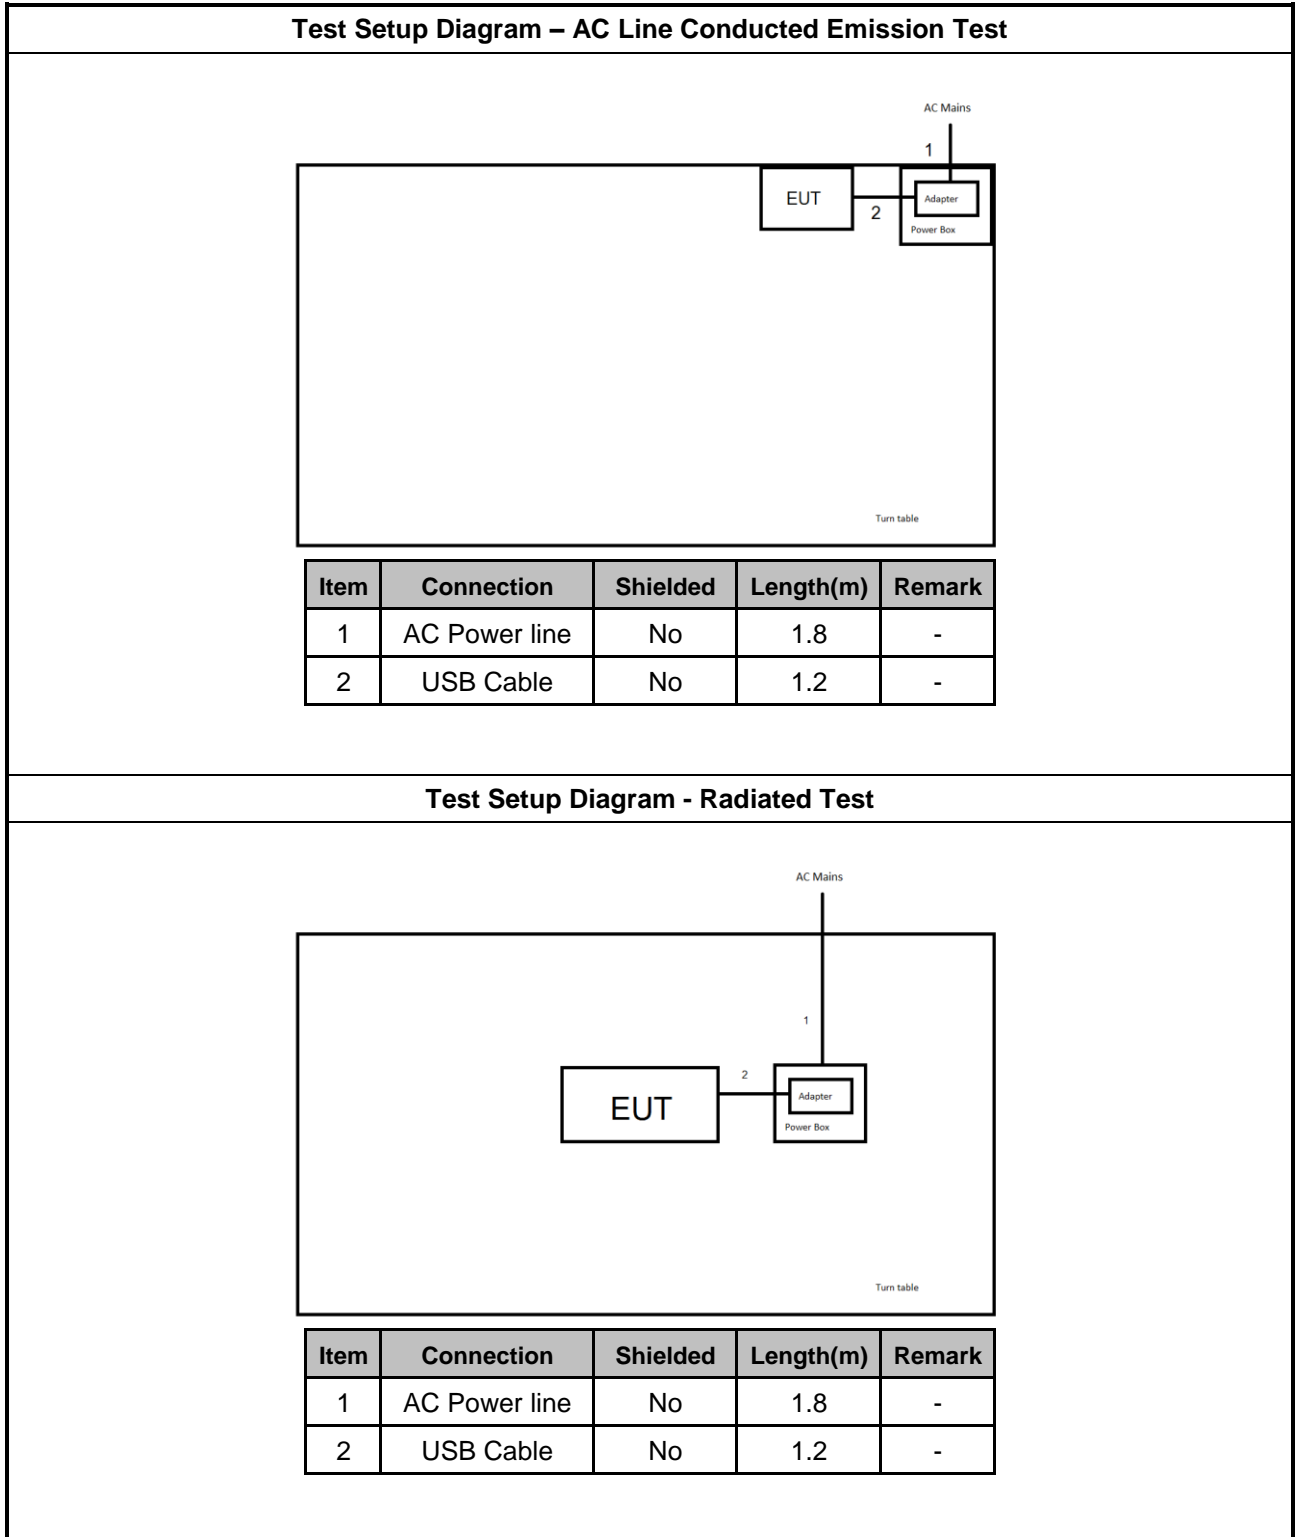 Test Setup Diagram – AC Line Conducted Emission Test
AC Mains
1
EUT
2
Adapter
Power Box
Turn table
Item Connection Shielded Length(m) Remark
1 AC Power line No 1.8 -
2 USB Cable No 1.2 -
Test Setup Diagram - Radiated Test
AC Mains
1
2
EUT
Adapter
Power Box
Turn table
Item Connection Shielded Length(m) Remark
1 AC Power line No 1.8 -
2 USB Cable No 1.2 -